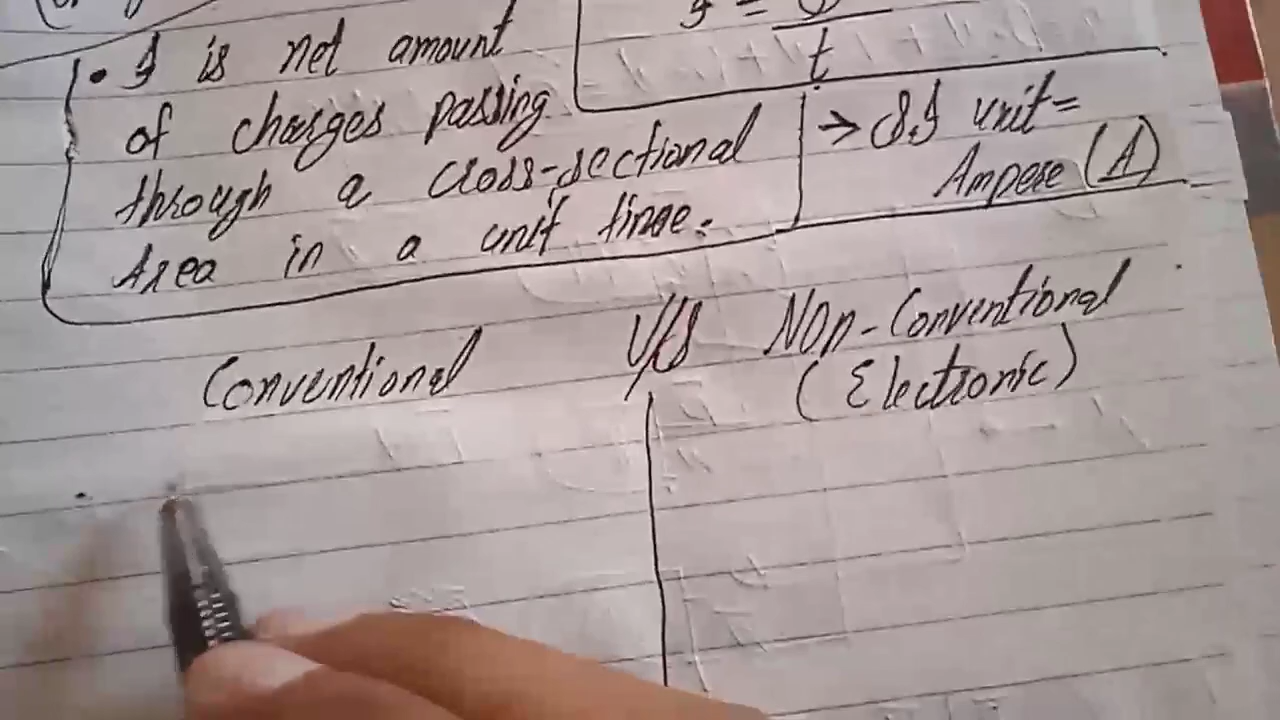 • I is net amount
of charges passing
through a cross-sectional
Area in a unit time.
I = Q
t
→ S.I unit =
Ampere (A)
Conventional V/S Non-Conventional
(Electronic)